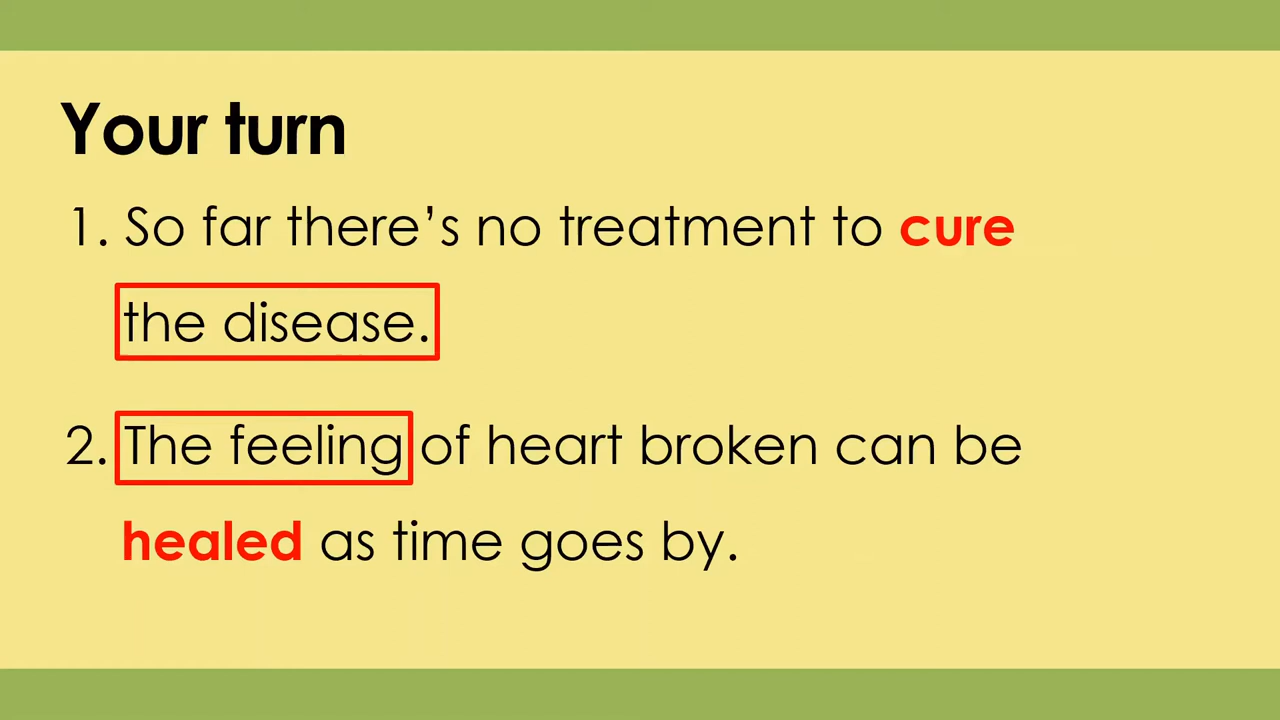 Your turn
1. So far there’s no treatment to cure
the disease.
2. The feeling of heart broken can be
healed as time goes by.